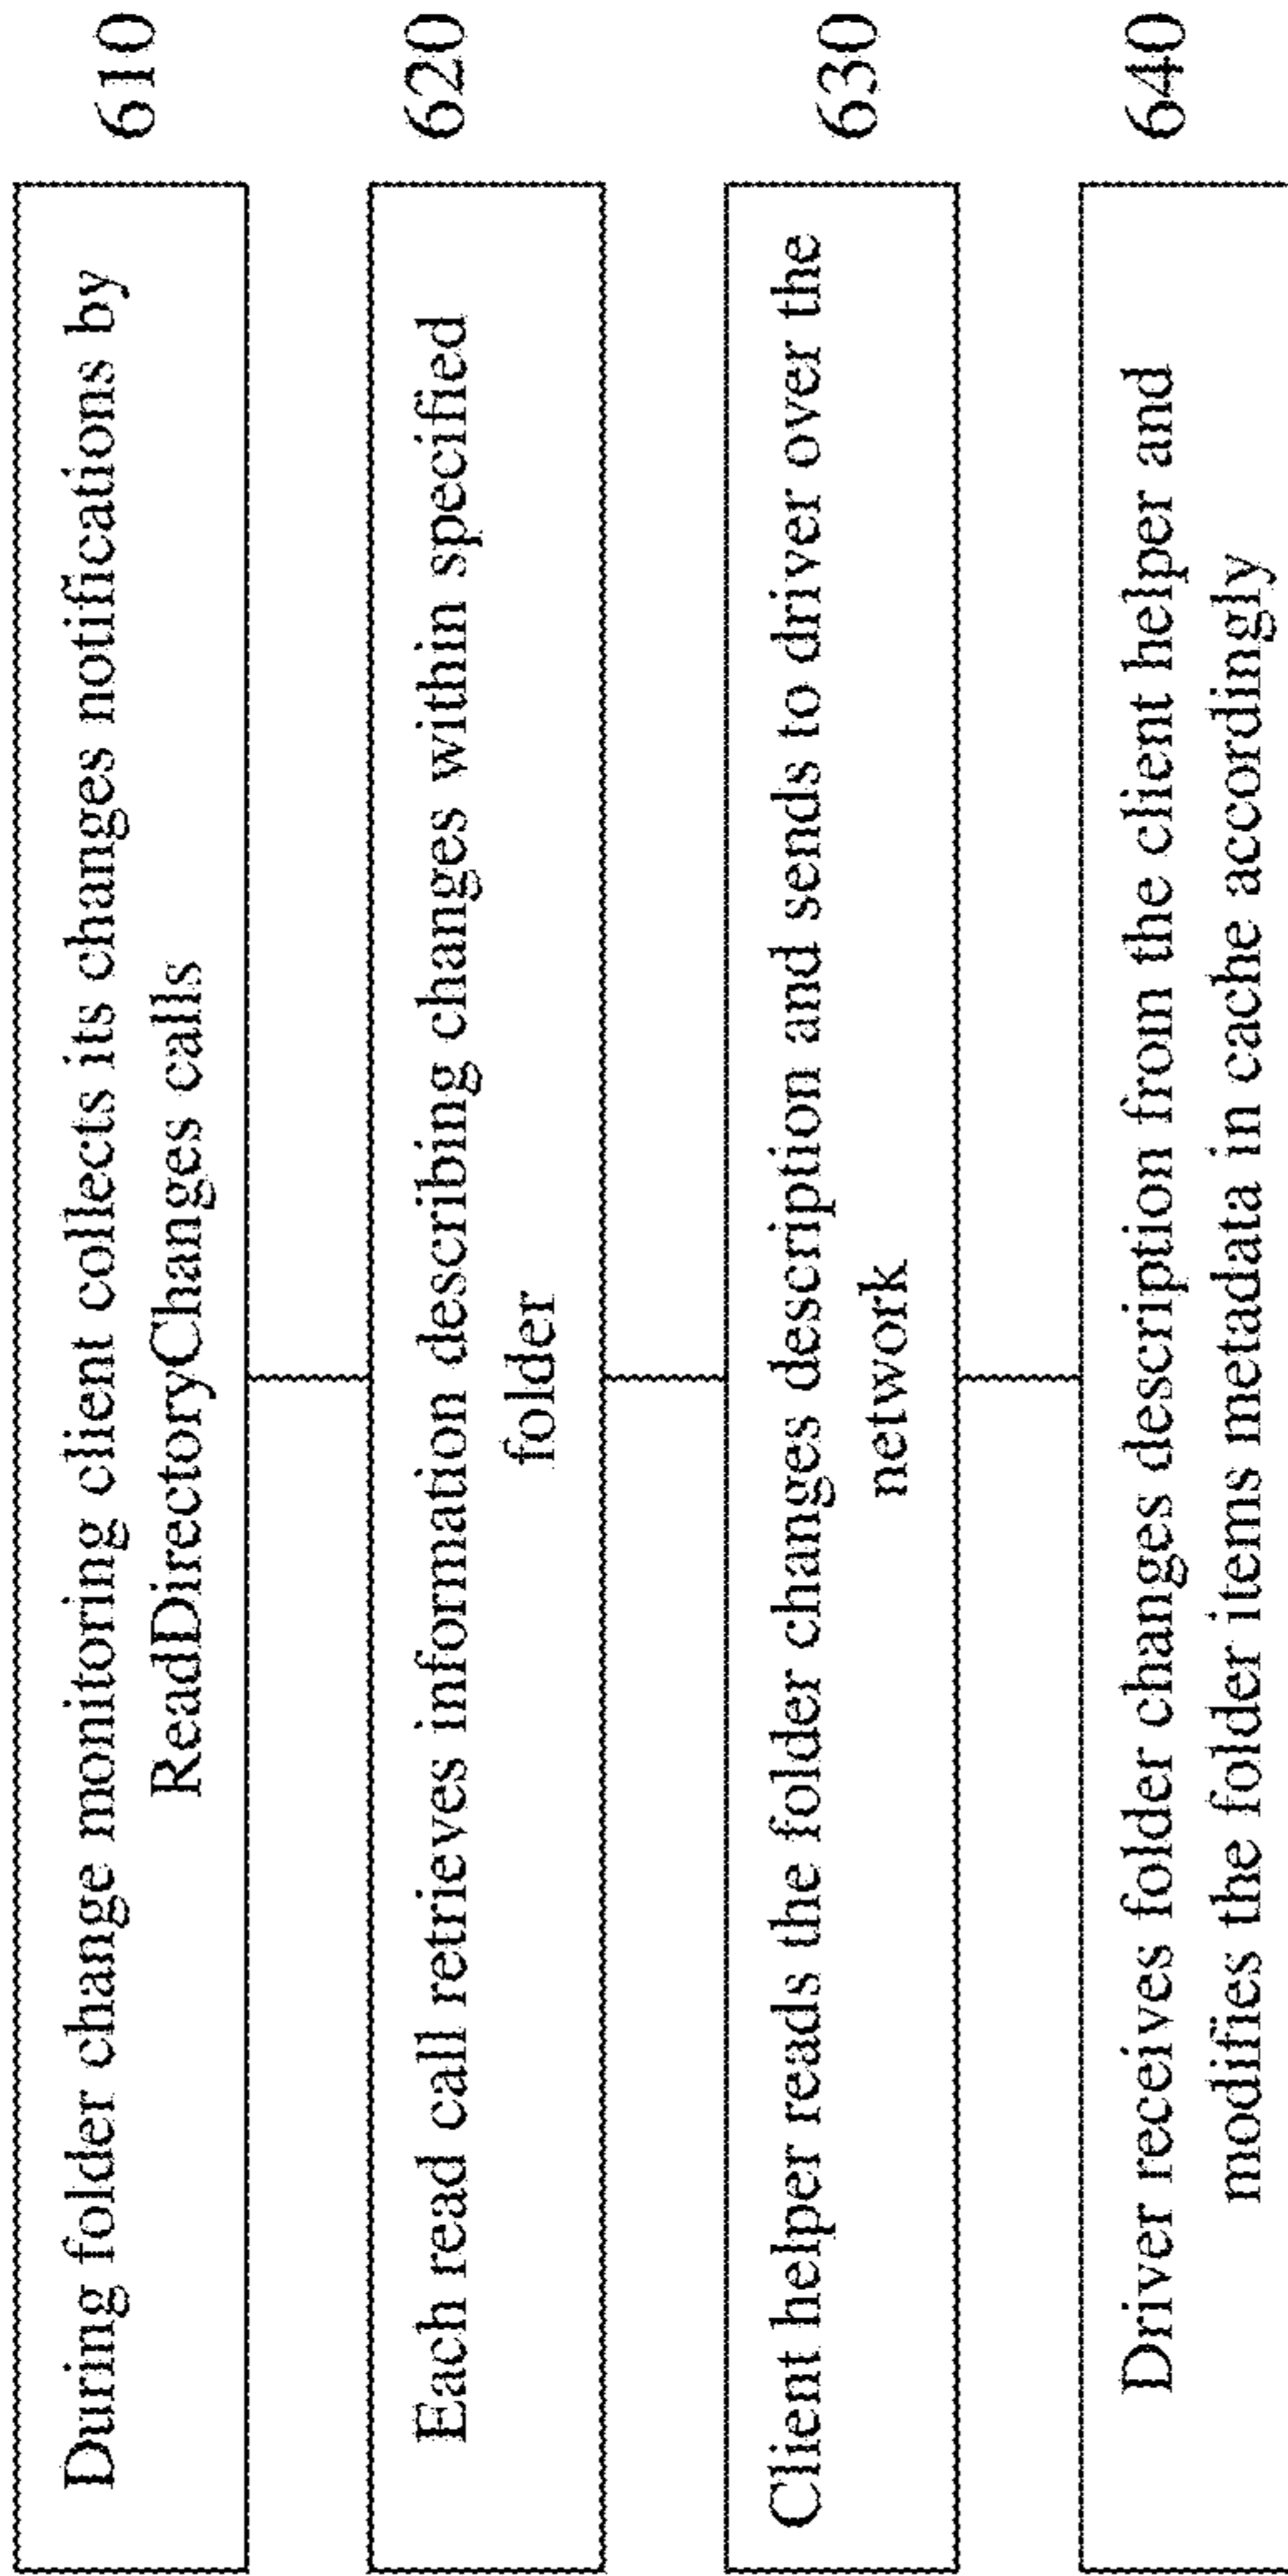 During folder change monitoring client collects its changes notifications by
ReadDirectoryChanges calls
610
Each read call retrieves information describing changes within specified
folder
620
Client helper reads the folder changes description and sends to driver over the
network
630
Driver receives folder changes description from the client helper and
modifies the folder items metadata in cache accordingly
640